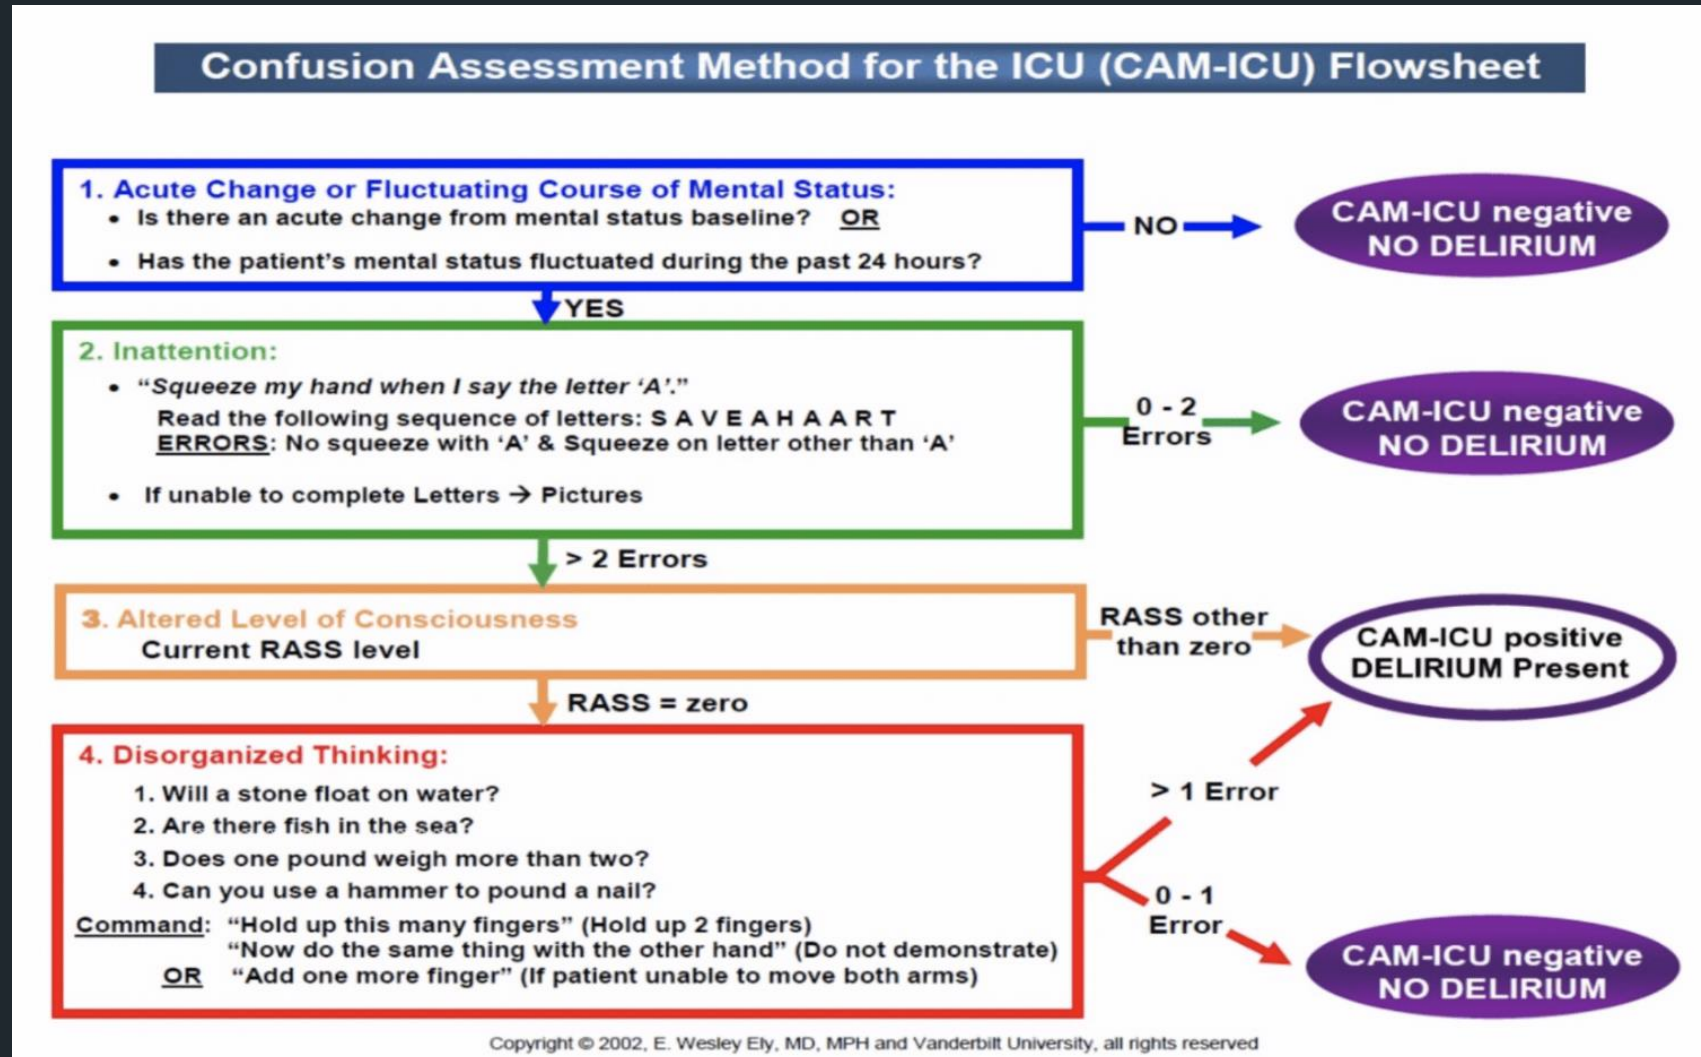 Confusion Assessment Method for the ICU (CAM-ICU) Flowsheet
1. Acute Change or Fluctuating Course of Mental Status:
• Is there an acute change from mental status baseline? OR
• Has the patient's mental status fluctuated during the past 24 hours?
NO
CAM-ICU negative
NO DELIRIUM
YES
2. Inattention:
• “Squeeze my hand when I say the letter ‘A’.”
Read the following sequence of letters: S A V E A H A A R T
ERRORS: No squeeze with ‘A’ & Squeeze on letter other than ‘A’
• If unable to complete Letters → Pictures
0 - 2
Errors
CAM-ICU negative
NO DELIRIUM
> 2 Errors
3. Altered Level of Consciousness
Current RASS level
RASS other
than zero
CAM-ICU positive
DELIRIUM Present
RASS = zero
4. Disorganized Thinking:
1. Will a stone float on water?
2. Are there fish in the sea?
3. Does one pound weigh more than two?
4. Can you use a hammer to pound a nail?
Command: “Hold up this many fingers” (Hold up 2 fingers)
“Now do the same thing with the other hand” (Do not demonstrate)
OR “Add one more finger” (If patient unable to move both arms)
> 1 Error
0 - 1
Error
CAM-ICU negative
NO DELIRIUM
Copyright © 2002, E. Wesley Ely, MD, MPH and Vanderbilt University, all rights reserved